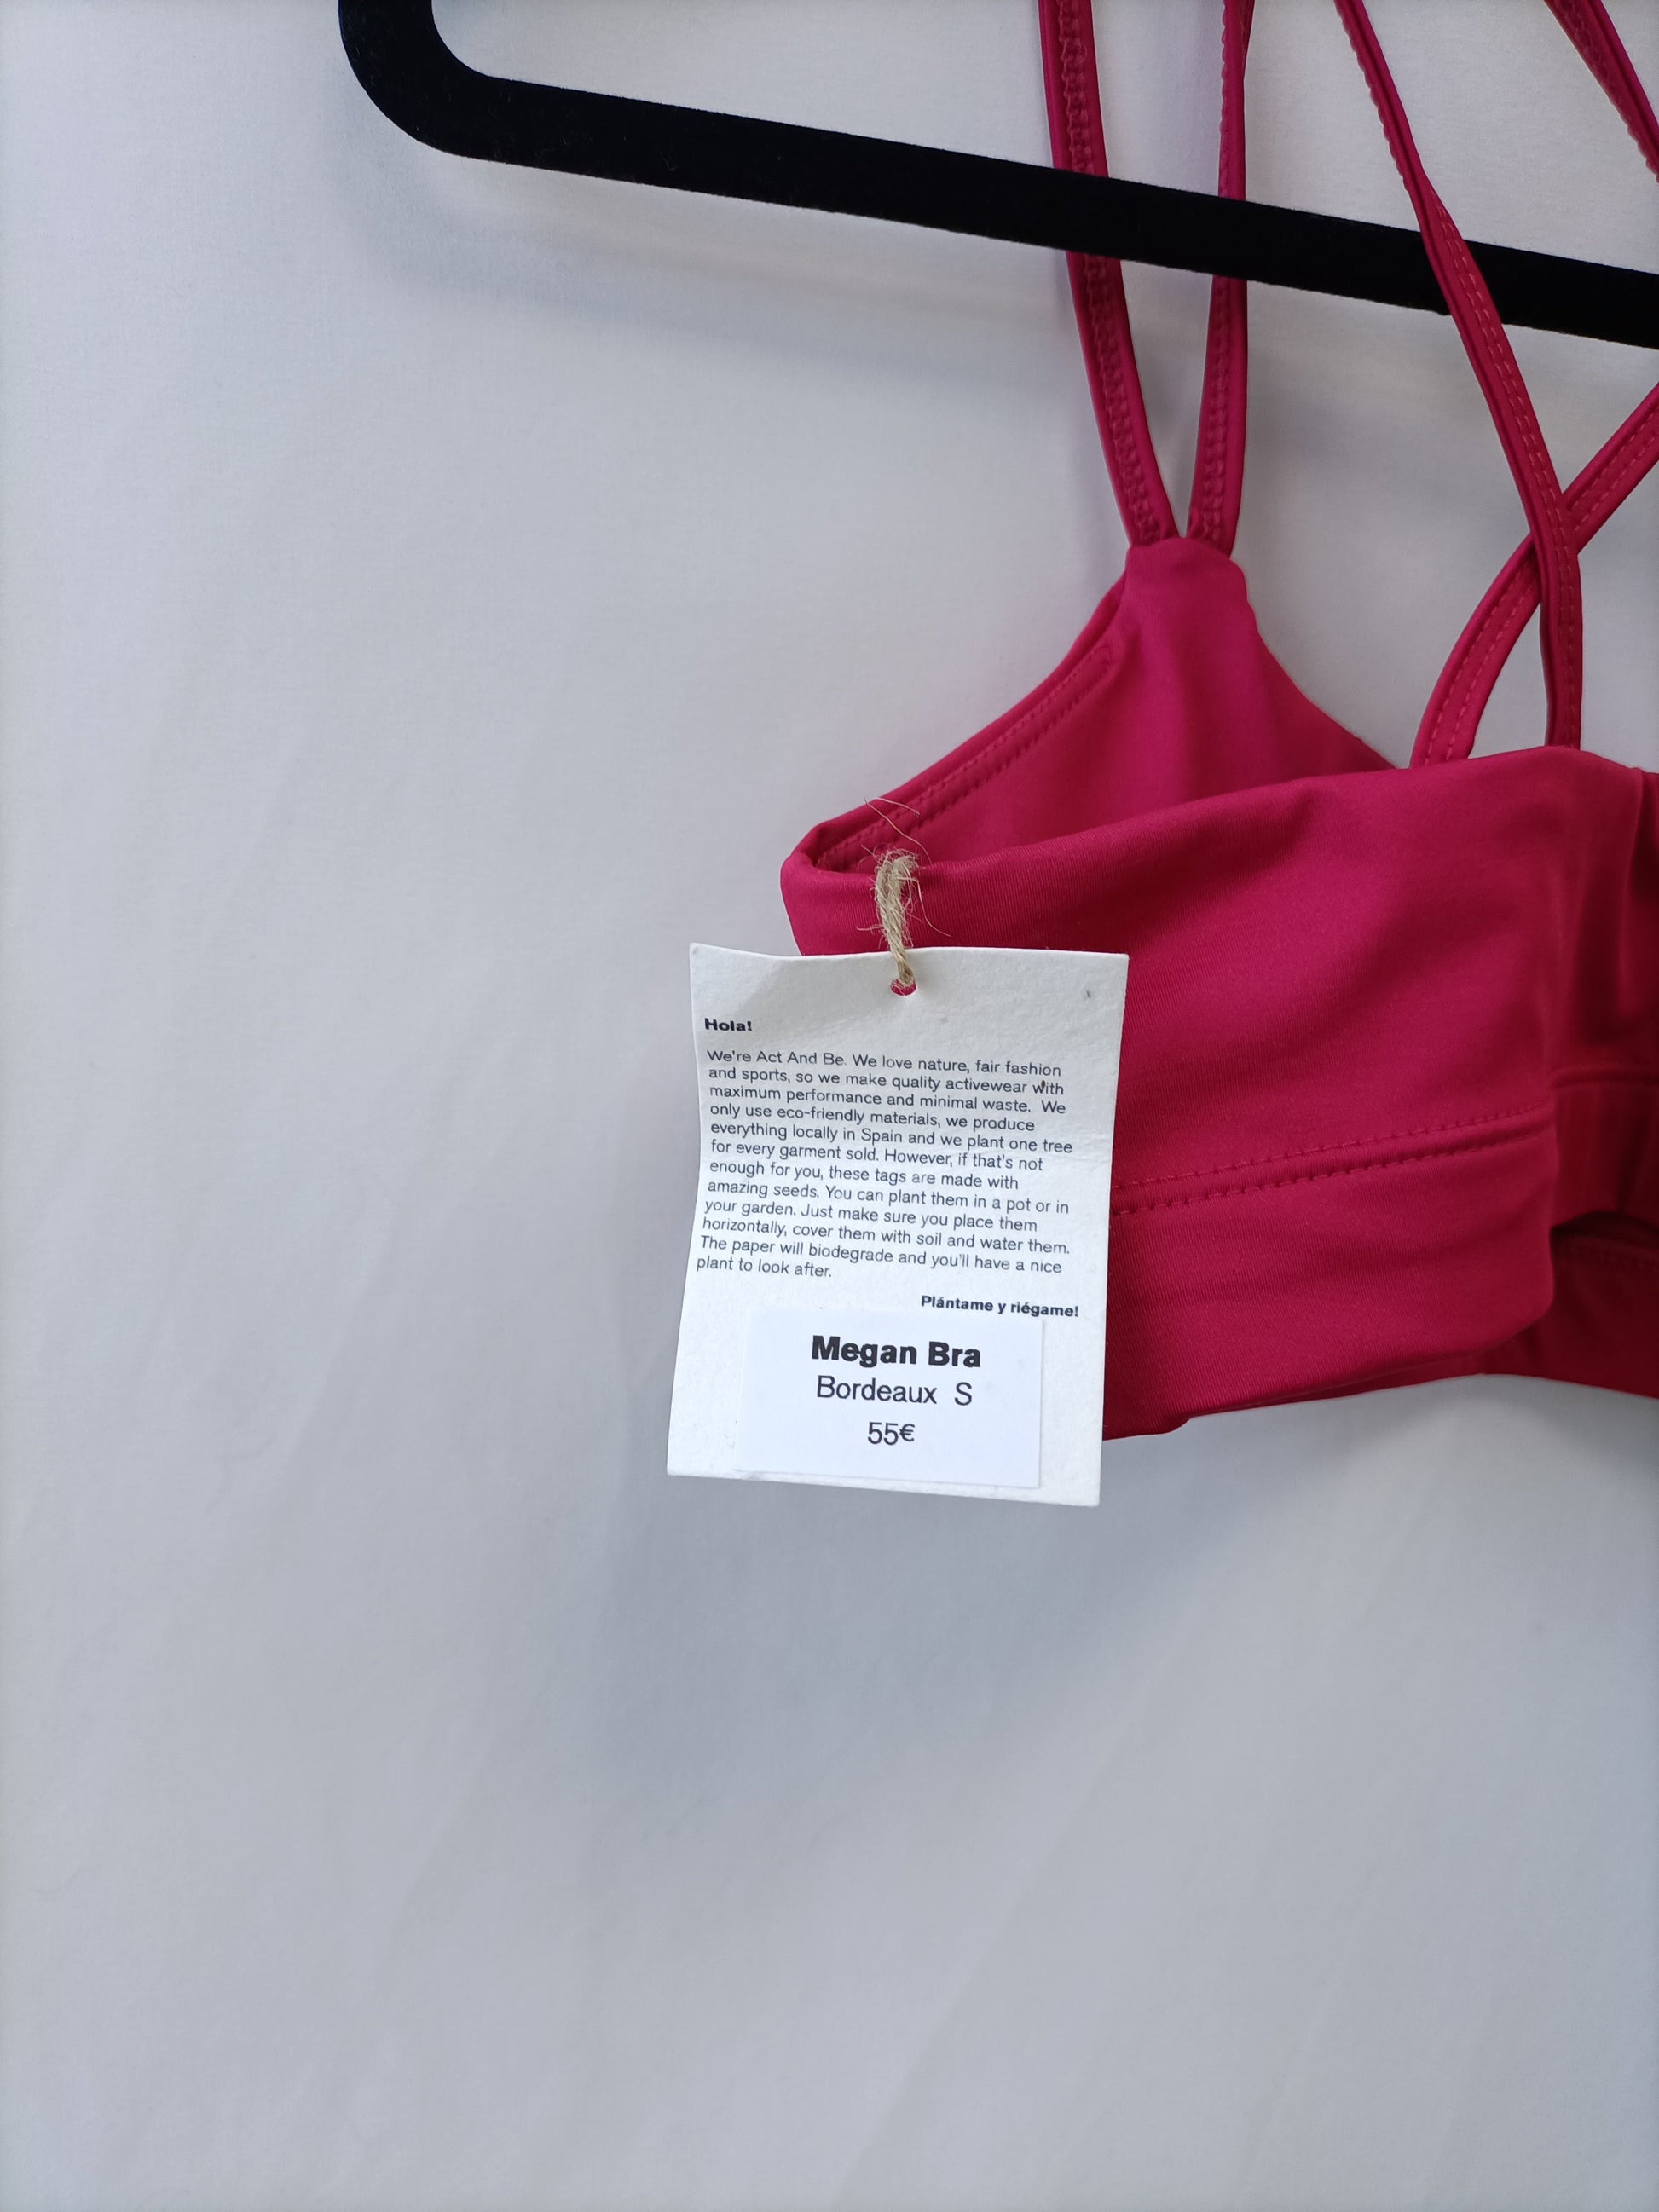 Hola!
We're Act And Be. We love nature, fair fashion
and sports, so we make quality activewear with
maximum performance and minimal waste. We
only use eco-friendly materials, we produce
everything locally in Spain and we plant one tree
for every garment sold. However, if that's not
enough for you, these tags are made with
amazing seeds. You can plant them in a pot or in
your garden. Just make sure you place them
horizontally, cover them with soil and water them.
The paper will biodegrade and you'll have a nice
plant to look after.
Plántame y riégame!
Megan Bra
Bordeaux S
55€